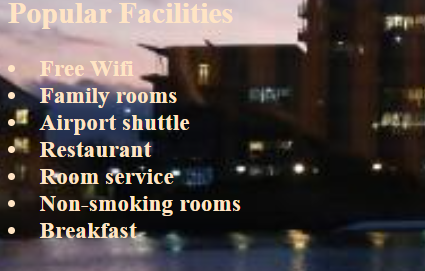 Popular Facilities
• Free Wifi
• Family rooms
• Airport shuttle
• Restaurant
• Room service
• Non-smoking rooms
• Breakfast